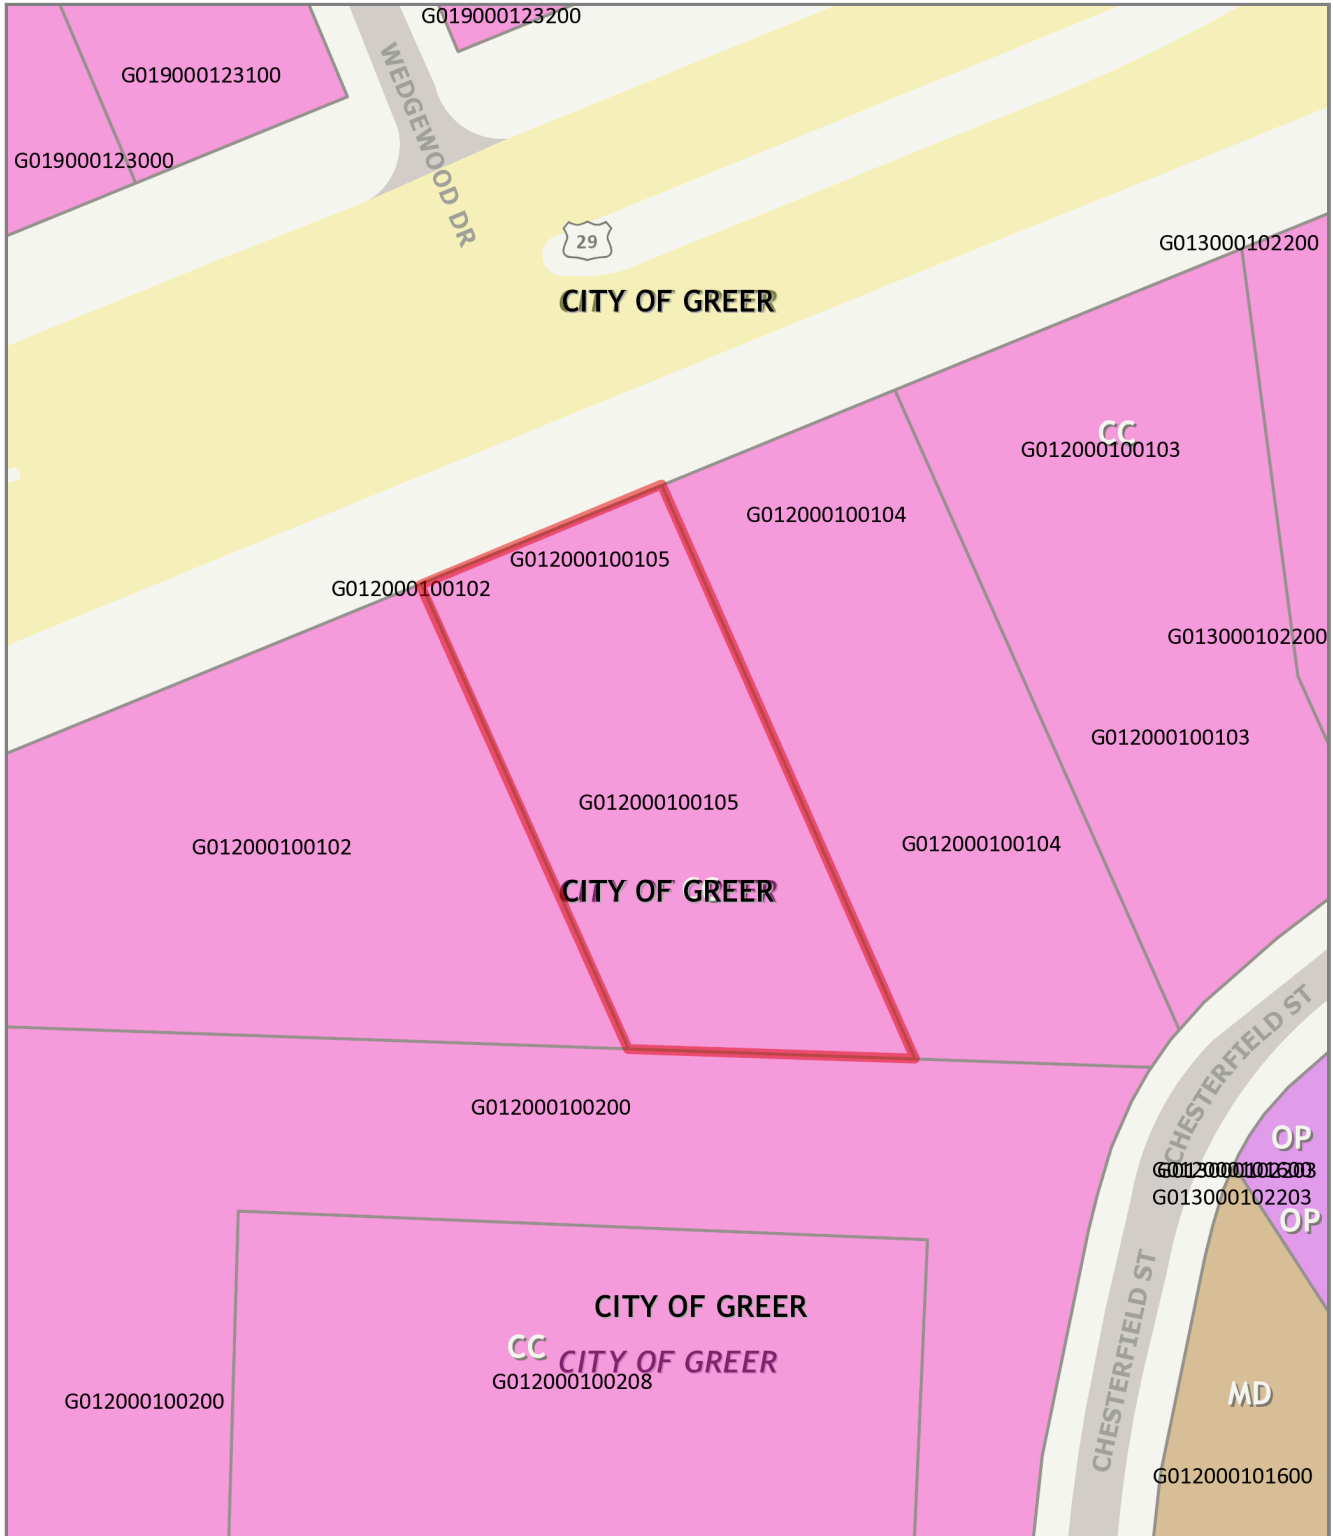 G019000123200
G019000123100
WEDGEWOOD DR
G019000123000
29
G013000102200
CITY OF GREER
CC
G012000100103
G012000100104
G012000100105
G012000100102
G013000102200
G012000100103
G012000100105
G012000100104
G012000100102
CITY OF GREER
CHESTERFIELD ST
G012000100200
OP
G013000102203
OP
CHESTERFIELD ST
CITY OF GREER
CC
CITY OF GREER
G012000100208
G012000100200
MD
G012000101600